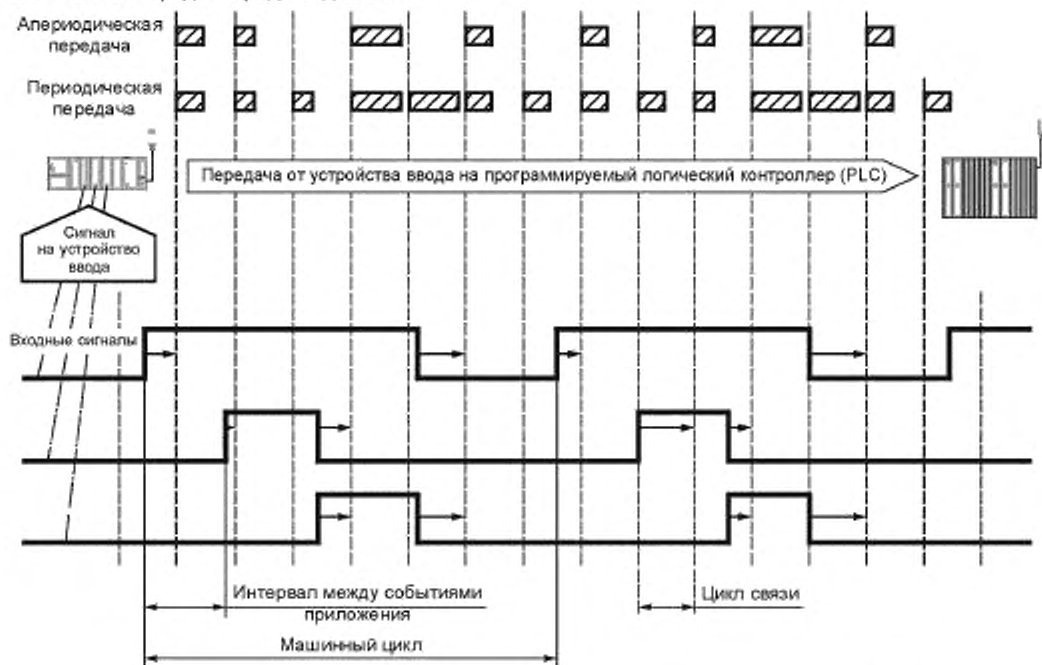 Апериодическая
передача
Периодическая
передача
Передача от устройства ввода на программируемый логический контроллер (PLC)
Сигнал
на устройство
ввода
Входные сигналы
Интервал между событиями
приложения
Цикл связи
Машинный цикл